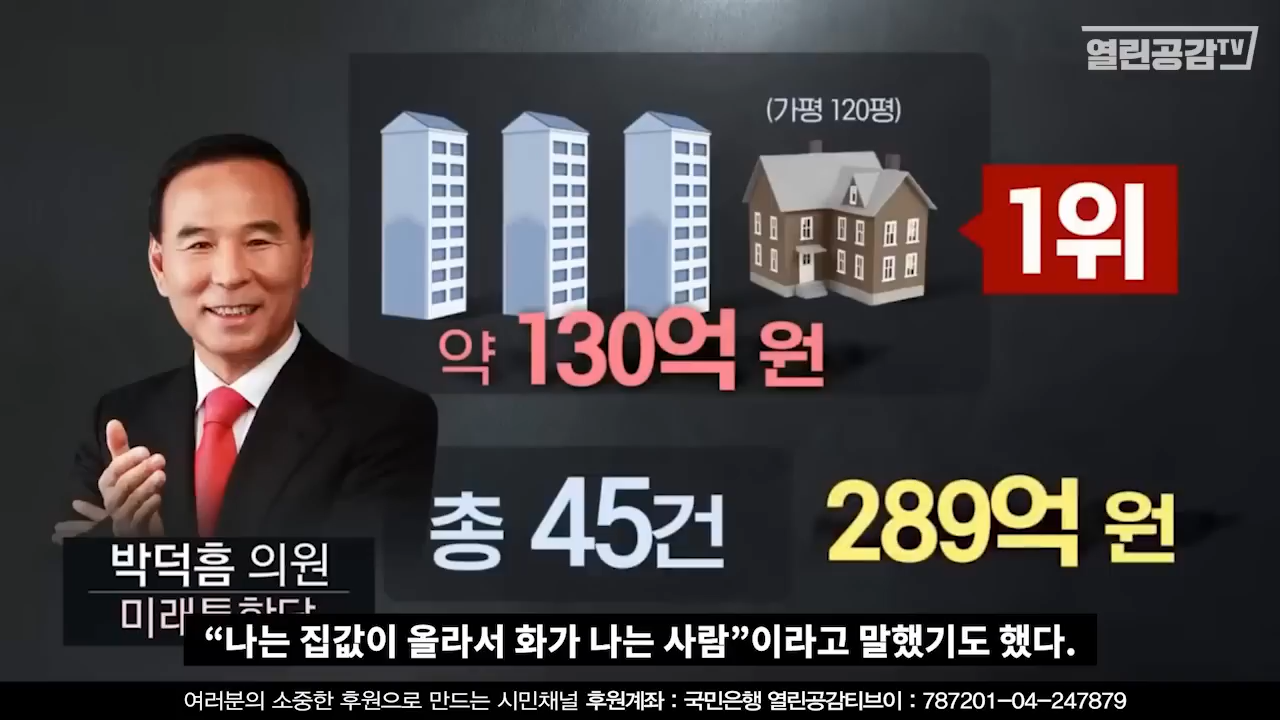 열린공감TV
(가평 120평)
1위
약 130억 원
총 45건
289억 원
박덕흠 의원
“나는 집값이 올라서 화가 나는 사람”이라고 말했기도 했다.
여러분의 소중한 후원으로 만드는 시민채널 후원계좌 : 국민은행 열린공감티브이 : 787201-04-247879